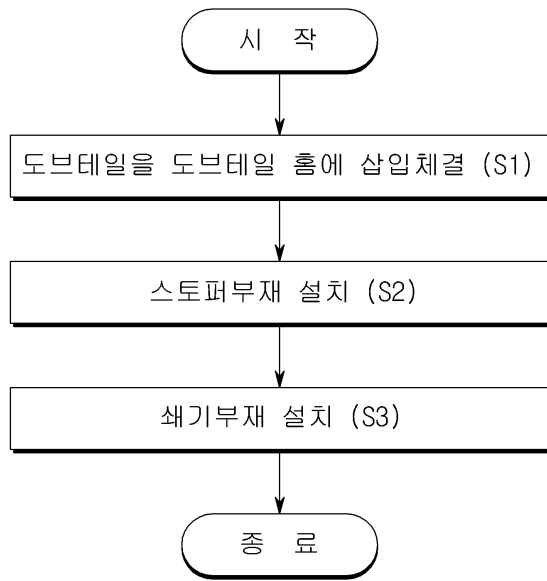 시 작
도브테일을 도브테일 홈에 삽입체결 (S1)
스토퍼부재 설치 (S2)
쇄기부재 설치 (S3)
종 료